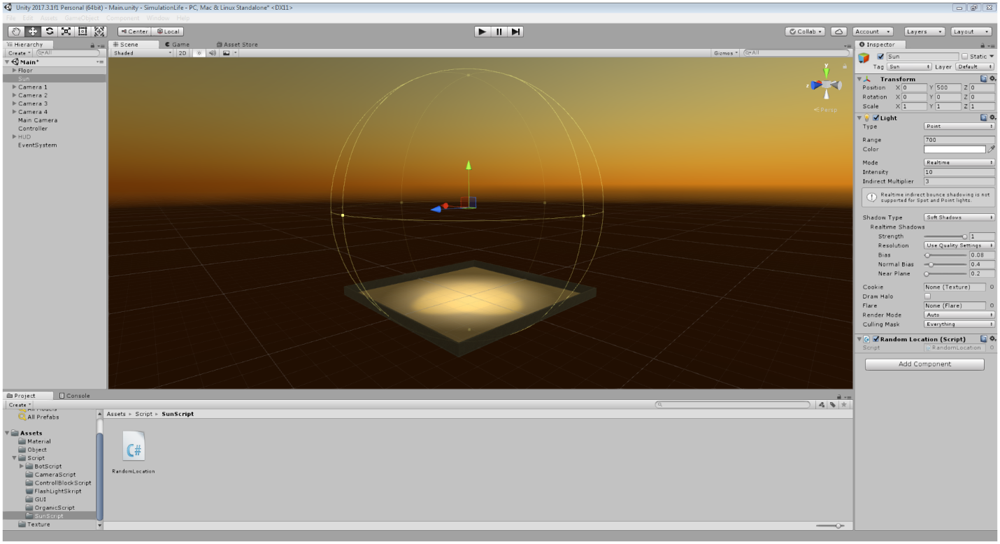 Unity 2017.3.1f1 Personal (64bit) - Main.unity - SimulationLife - PC, Mac & Linux Standalone* <DX11>
File Edit Assets GameObject Component Window Help
Center Local
Collab Account Layers Layout
Hierarchy
Create All
Main*
Floor
Sun
Camera 1
Camera 2
Camera 3
Camera 4
Main Camera
Controller
HUD
EventSystem
Scene Game Asset Store
Shaded 2D Gizmos All
y
z
Persp
Inspector
Sun Static
Tag Sun Layer Default
Transform
Position X 0 Y 500 Z 0
Rotation X 0 Y 0 Z 0
Scale X 1 Y 1 Z 1
Light
Type Point
Range 700
Color
Mode Realtime
Intensity 10
Indirect Multiplier 3
Realtime indirect bounce shadowing is not
supported for Spot and Point lights.
Shadow Type Soft Shadows
Realtime Shadows
Strength 1
Resolution Use Quality Settings
Bias 0.08
Normal Bias 0.4
Near Plane 0.2
Cookie None (Texture)
Draw Halo
Flare None (Flare)
Render Mode Auto
Culling Mask Everything
Random Location (Script)
Script RandomLocation
Add Component
Project Console
Create
All Models
All Prefabs
Assets
Material
Object
Script
BotScript
CameraScript
ControllBlockScript
FlashLightSkript
GUI
OrganicScript
SunScript
Texture
Assets Script SunScript
C#
RandomLocation